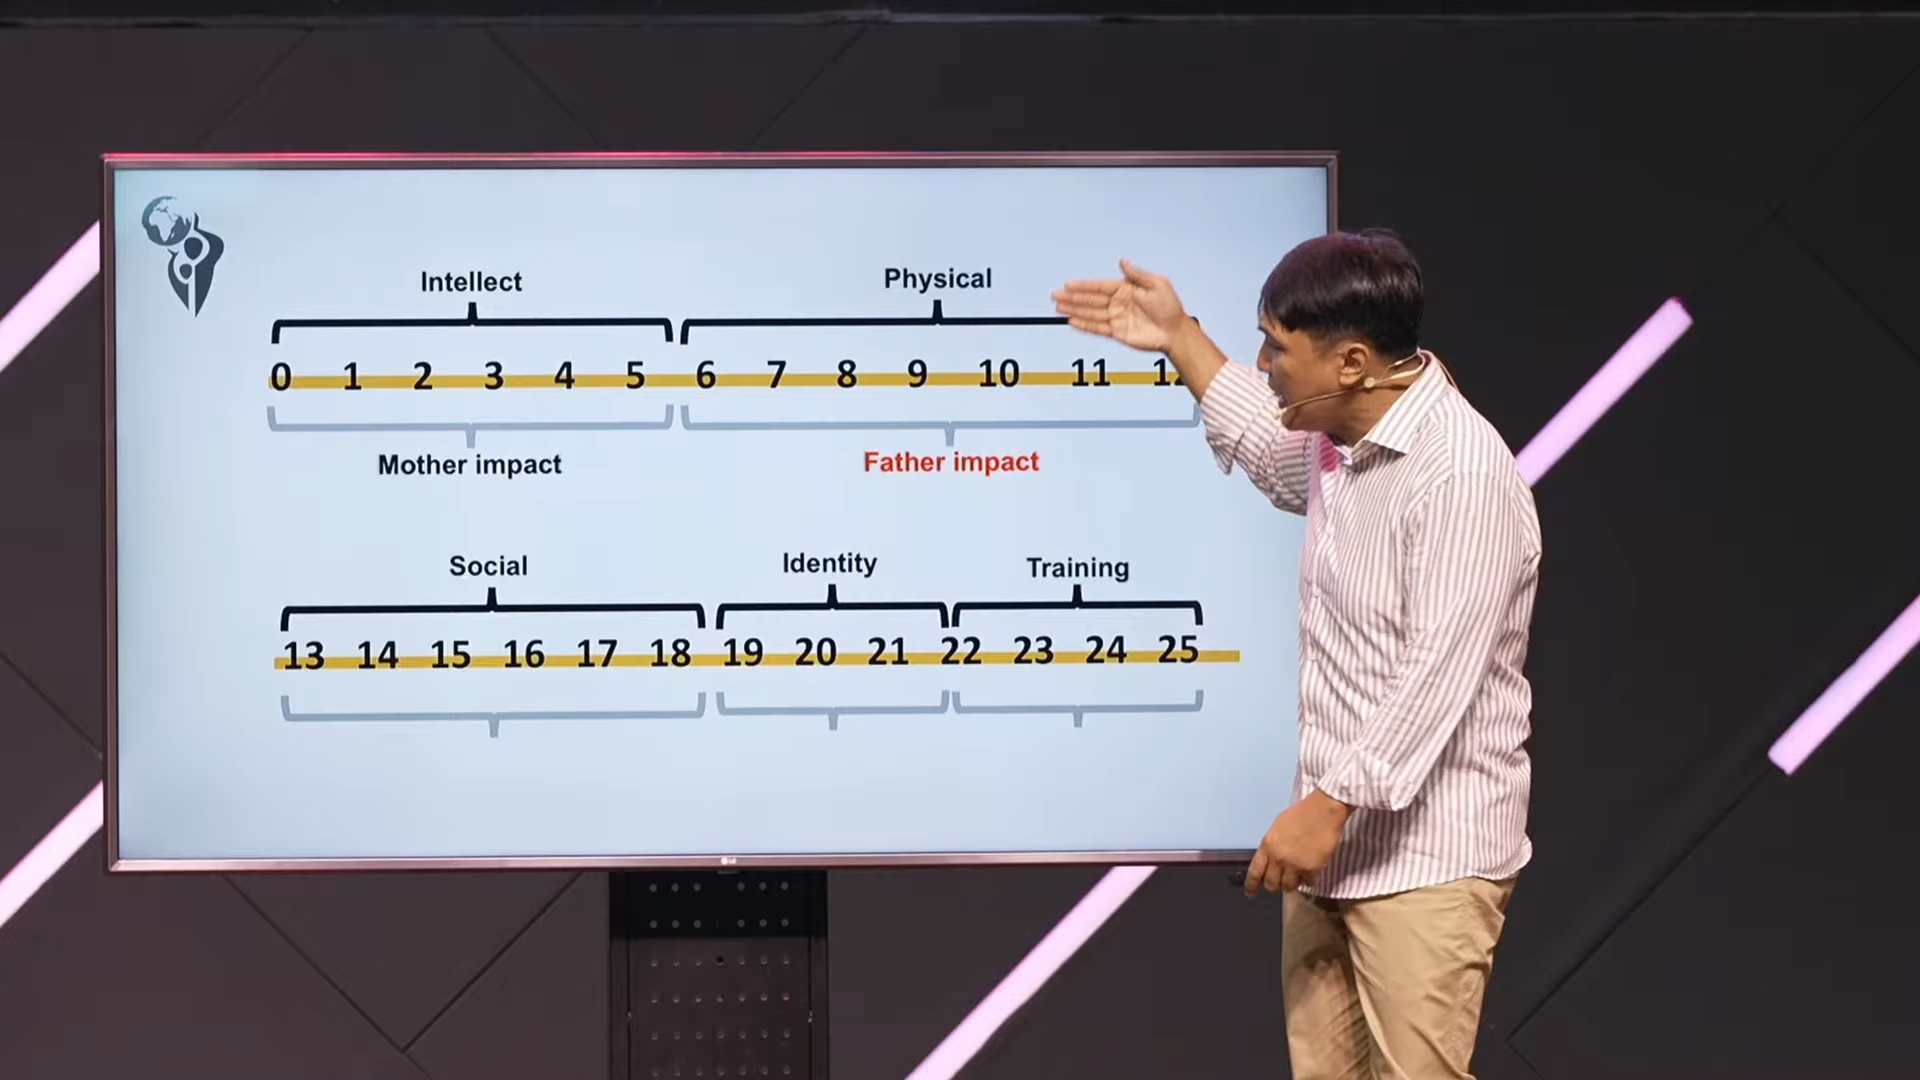 Intellect
Physical
0 1 2 3 4 5 6 7 8 9 10 11
Mother impact
Father impact
Social
Identity
Training
13 14 15 16 17 18 19 20 21 22 23 24 25
LG